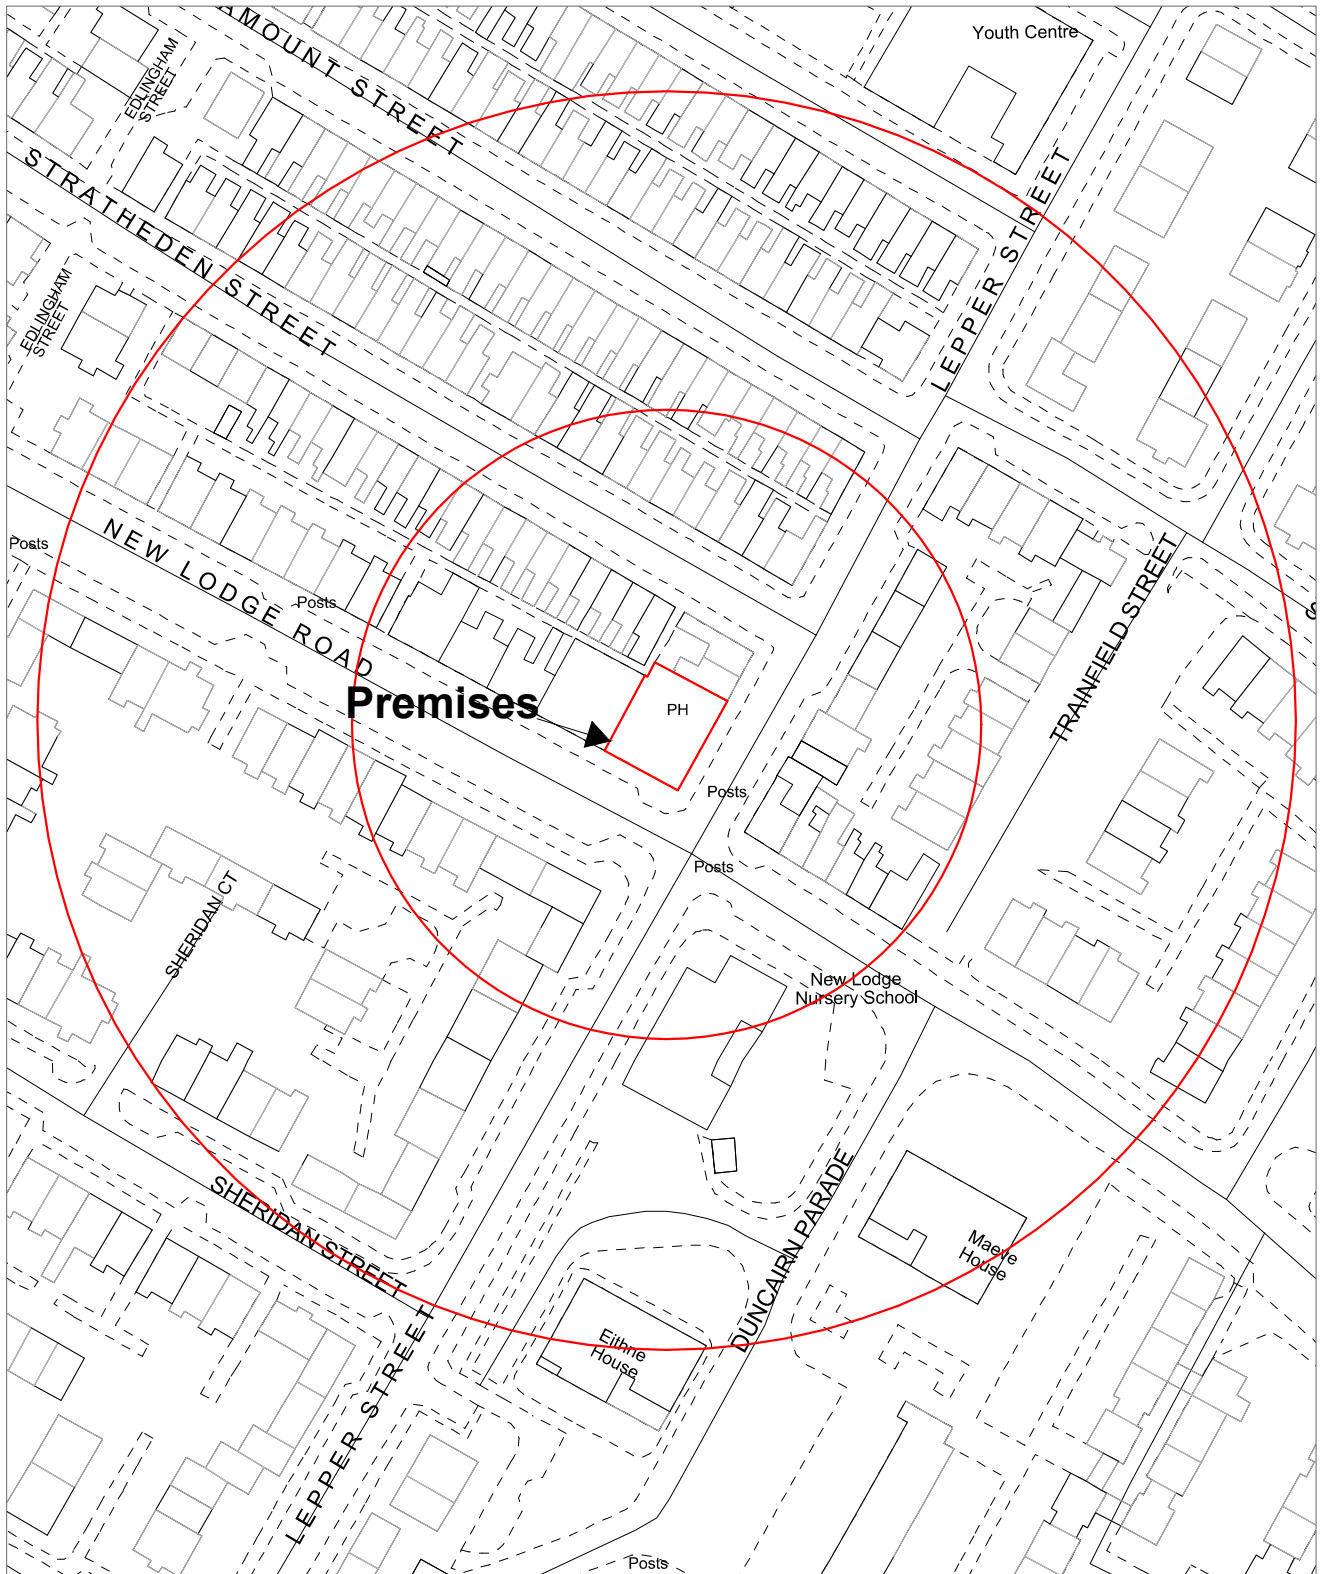 Youth Centre
AMOUNT STREET
EDLINGHAM
STREET
STRATHEDEN STREET
LEPPER STREET
EDLINGHAM
STREET
NEW LODGE ROAD
Posts
Posts
TRAINFIELD STREET
S
Premises
PH
Posts
Posts
SHERIDAN CT
New Lodge
Nursery School
SHERIDAN STREET
DUNCAIRN PARADE
Maeve
House
Eithne
House
LEPPER STREET
Posts